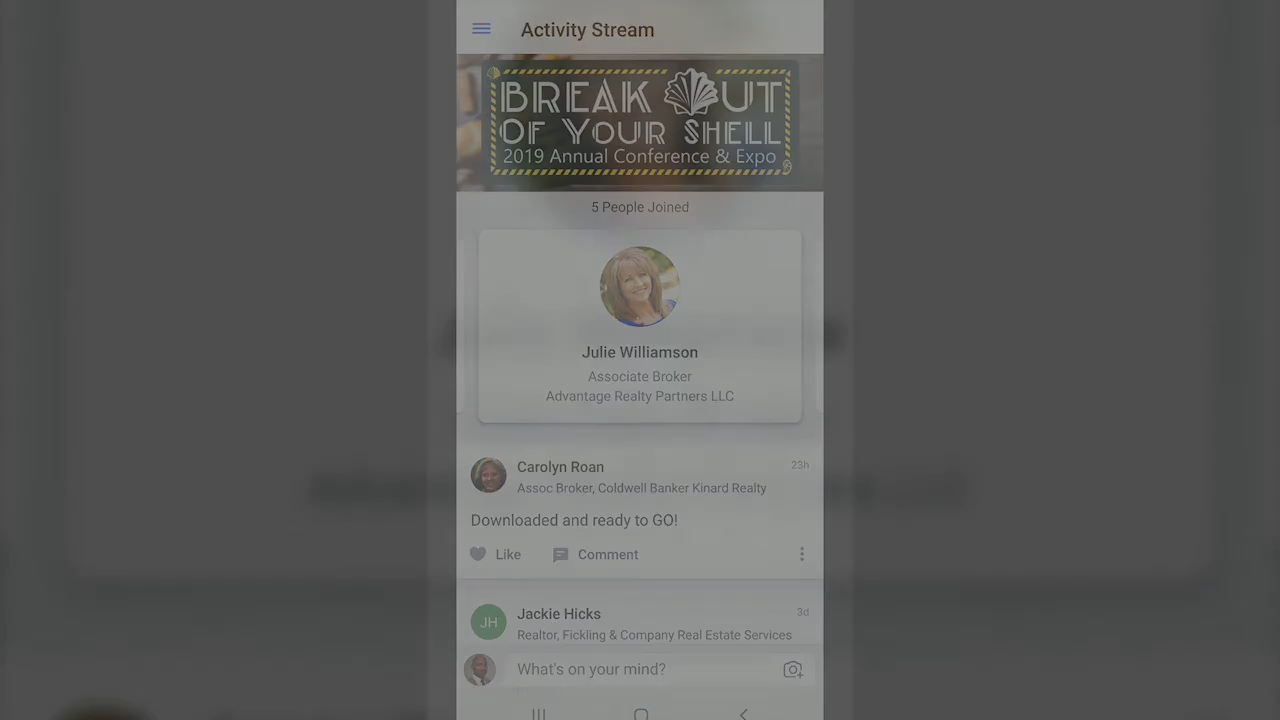 Activity Stream
BREAK OUT
OF YOUR SHELL
2019 Annual Conference & Expo
5 People Joined
Julie Williamson
Associate Broker
Advantage Realty Partners LLC
Carolyn Roan
23h
Assoc Broker, Coldwell Banker Kinard Realty
Downloaded and ready to GO!
Like
Comment
JH
Jackie Hicks
3d
Realtor, Fickling & Company Real Estate Services
What's on your mind?